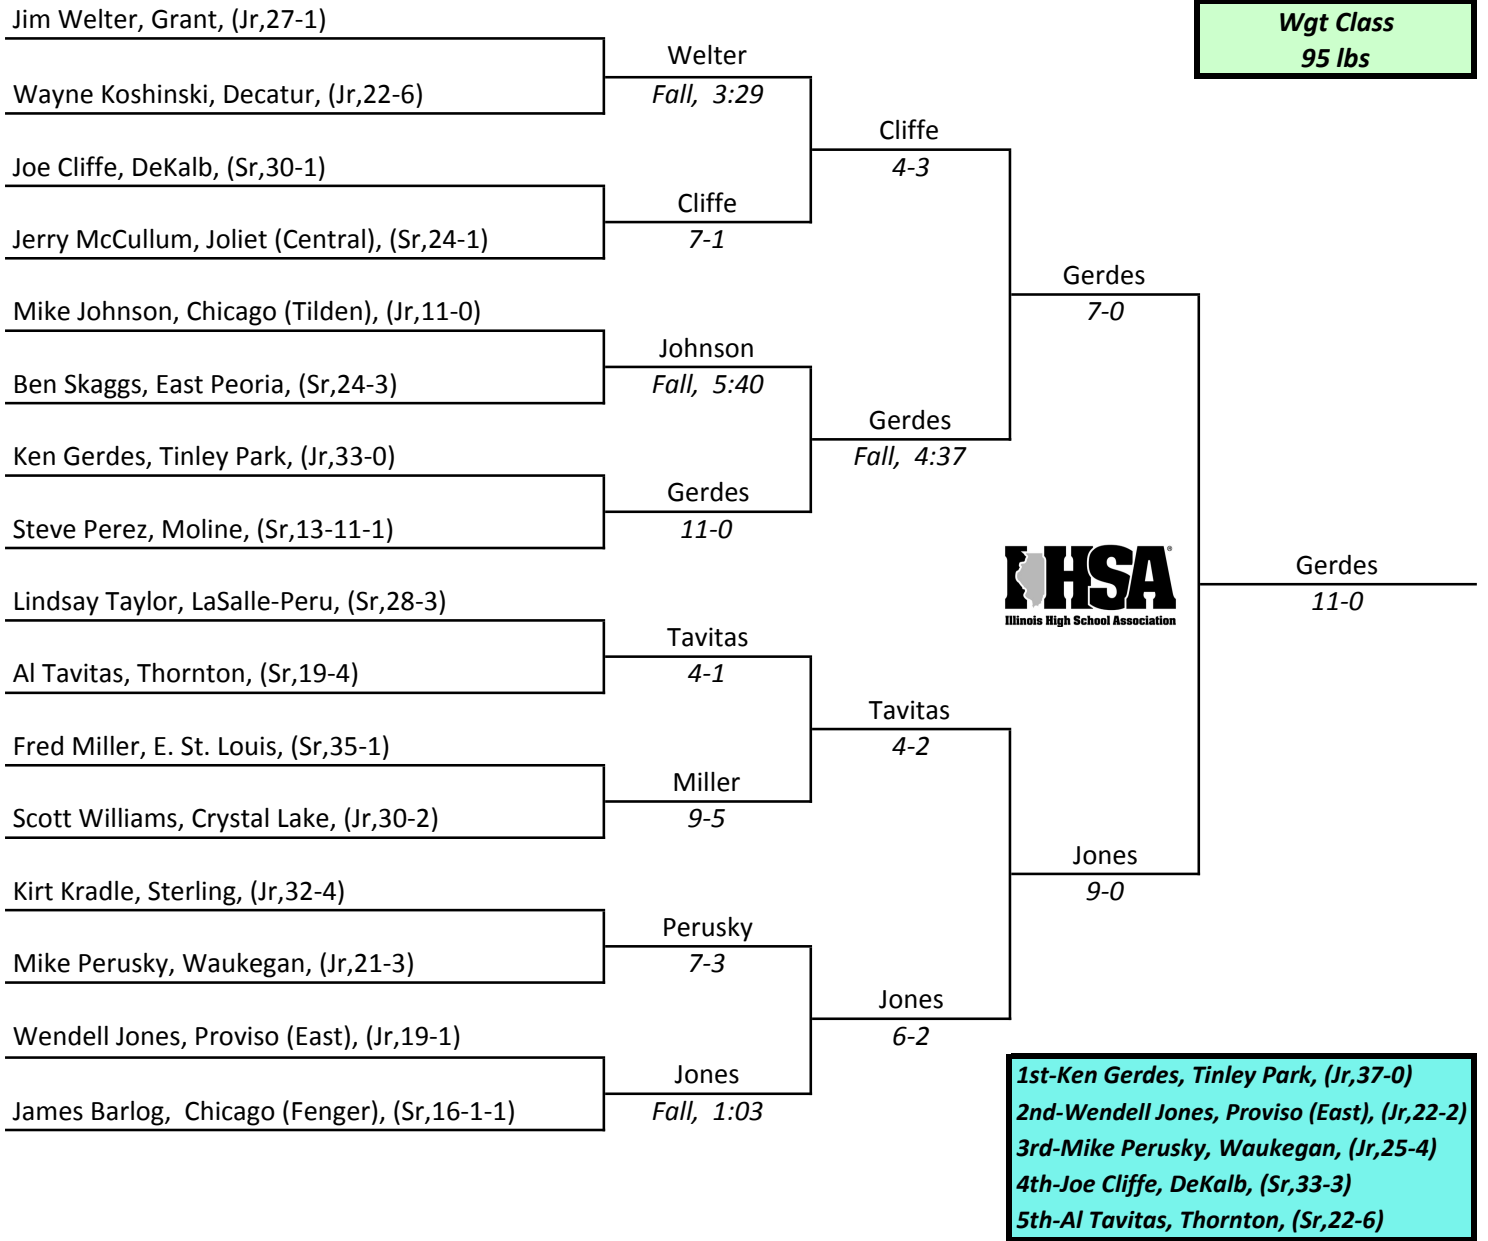 Jim Welter, Grant, (Jr,27-1)
Wgt Class
95 lbs
Welter
Wayne Koshinski, Decatur, (Jr,22-6)
Fall, 3:29
Cliffe
Joe Cliffe, DeKalb, (Sr,30-1)
4-3
Cliffe
Jerry McCullum, Joliet (Central), (Sr,24-1)
7-1
Gerdes
Mike Johnson, Chicago (Tilden), (Jr,11-0)
7-0
Johnson
Ben Skaggs, East Peoria, (Sr,24-3)
Fall, 5:40
Gerdes
Ken Gerdes, Tinley Park, (Jr,33-0)
Fall, 4:37
Gerdes
Steve Perez, Moline, (Sr,13-11-1)
11-0
IHSA
Illinois High School Association
Gerdes
11-0
Lindsay Taylor, LaSalle-Peru, (Sr,28-3)
Tavitas
Al Tavitas, Thornton, (Sr,19-4)
4-1
Tavitas
Fred Miller, E. St. Louis, (Sr,35-1)
4-2
Miller
Scott Williams, Crystal Lake, (Jr,30-2)
9-5
Jones
Kirt Kradle, Sterling, (Jr,32-4)
9-0
Perusky
Mike Perusky, Waukegan, (Jr,21-3)
7-3
Jones
Wendell Jones, Proviso (East), (Jr,19-1)
6-2
Jones
James Barlog, Chicago (Fenger), (Sr,16-1-1)
Fall, 1:03
1st-Ken Gerdes, Tinley Park, (Jr,37-0)
2nd-Wendell Jones, Proviso (East), (Jr,22-2)
3rd-Mike Perusky, Waukegan, (Jr,25-4)
4th-Joe Cliffe, DeKalb, (Sr,33-3)
5th-Al Tavitas, Thornton, (Sr,22-6)